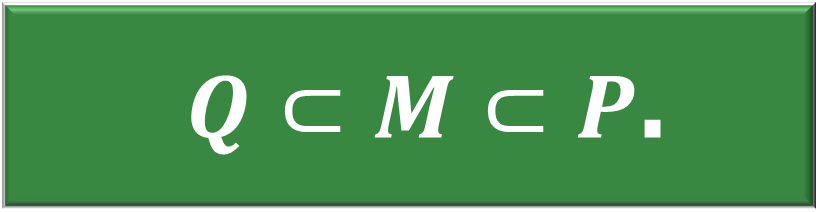 Q ⊂ M ⊂ P.